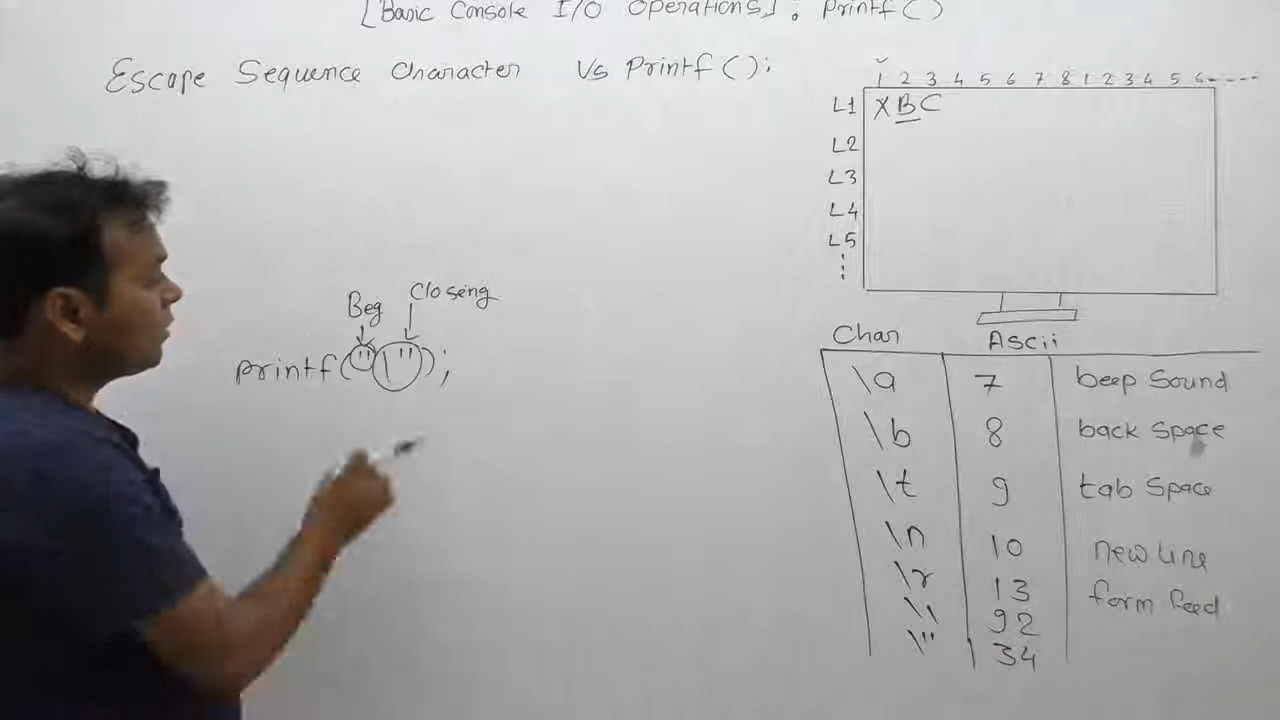 [Basic Console I/O Operations] : Printf()
Escape Sequence Character Vs Printf();
1 2 3 4 5 6 7 8 1 2 3 4 5 6----
L1 XBC
L2
L3
L4
L5
Beg Closing
printf("\"");
Char Ascii
\a 7 beep Sound
\b 8 back space
\t 9 tab Space
\n 10 new Line
\r 13 form feed
\\ 92
\" 34